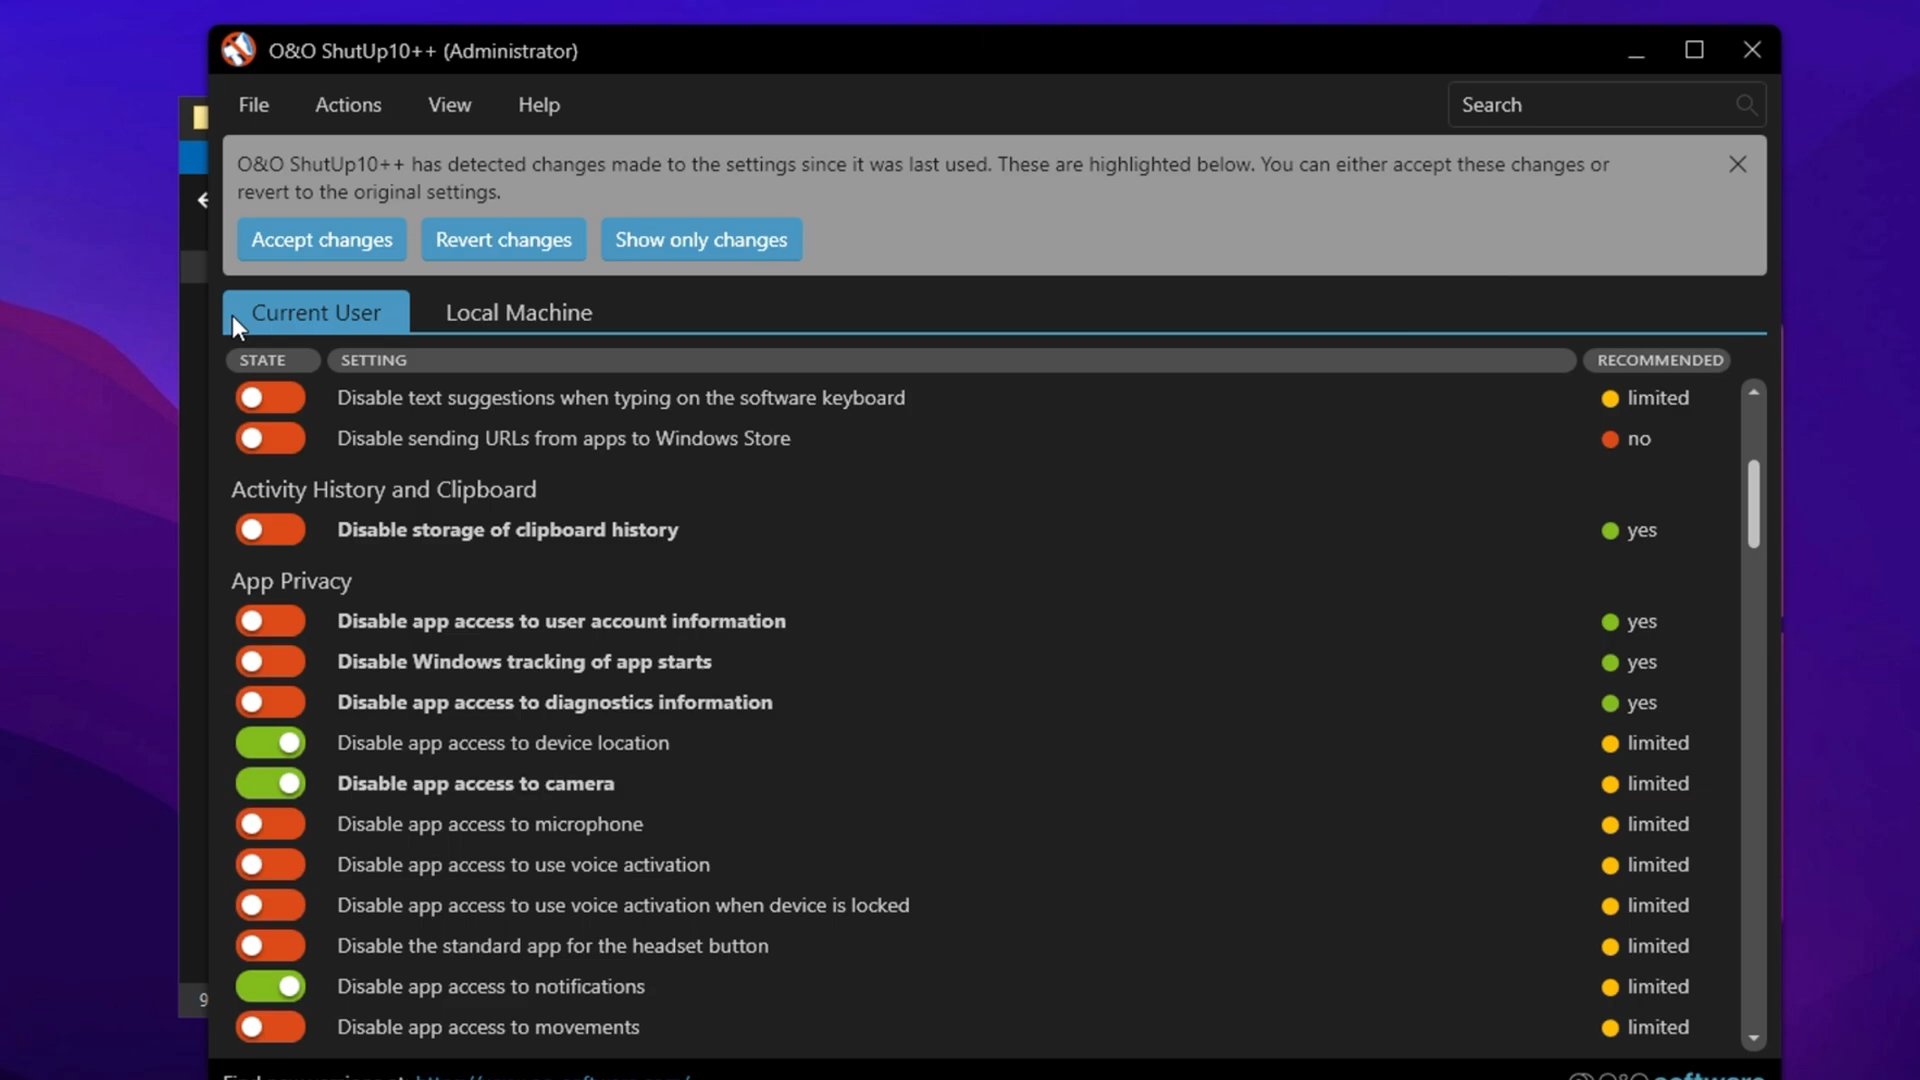 O&O ShutUp10++ (Administrator)
File Actions View Help Search
O&O ShutUp10++ has detected changes made to the settings since it was last used. These are highlighted below. You can either accept these changes or
revert to the original settings.
Accept changes Revert changes Show only changes
Current User Local Machine
STATE SETTING RECOMMENDED
Disable text suggestions when typing on the software keyboard limited
Disable sending URLs from apps to Windows Store no
Activity History and Clipboard
Disable storage of clipboard history yes
App Privacy
Disable app access to user account information yes
Disable Windows tracking of app starts yes
Disable app access to diagnostics information yes
Disable app access to device location limited
Disable app access to camera limited
Disable app access to microphone limited
Disable app access to use voice activation limited
Disable app access to use voice activation when device is locked limited
Disable the standard app for the headset button limited
9 Disable app access to notifications limited
Disable app access to movements limited